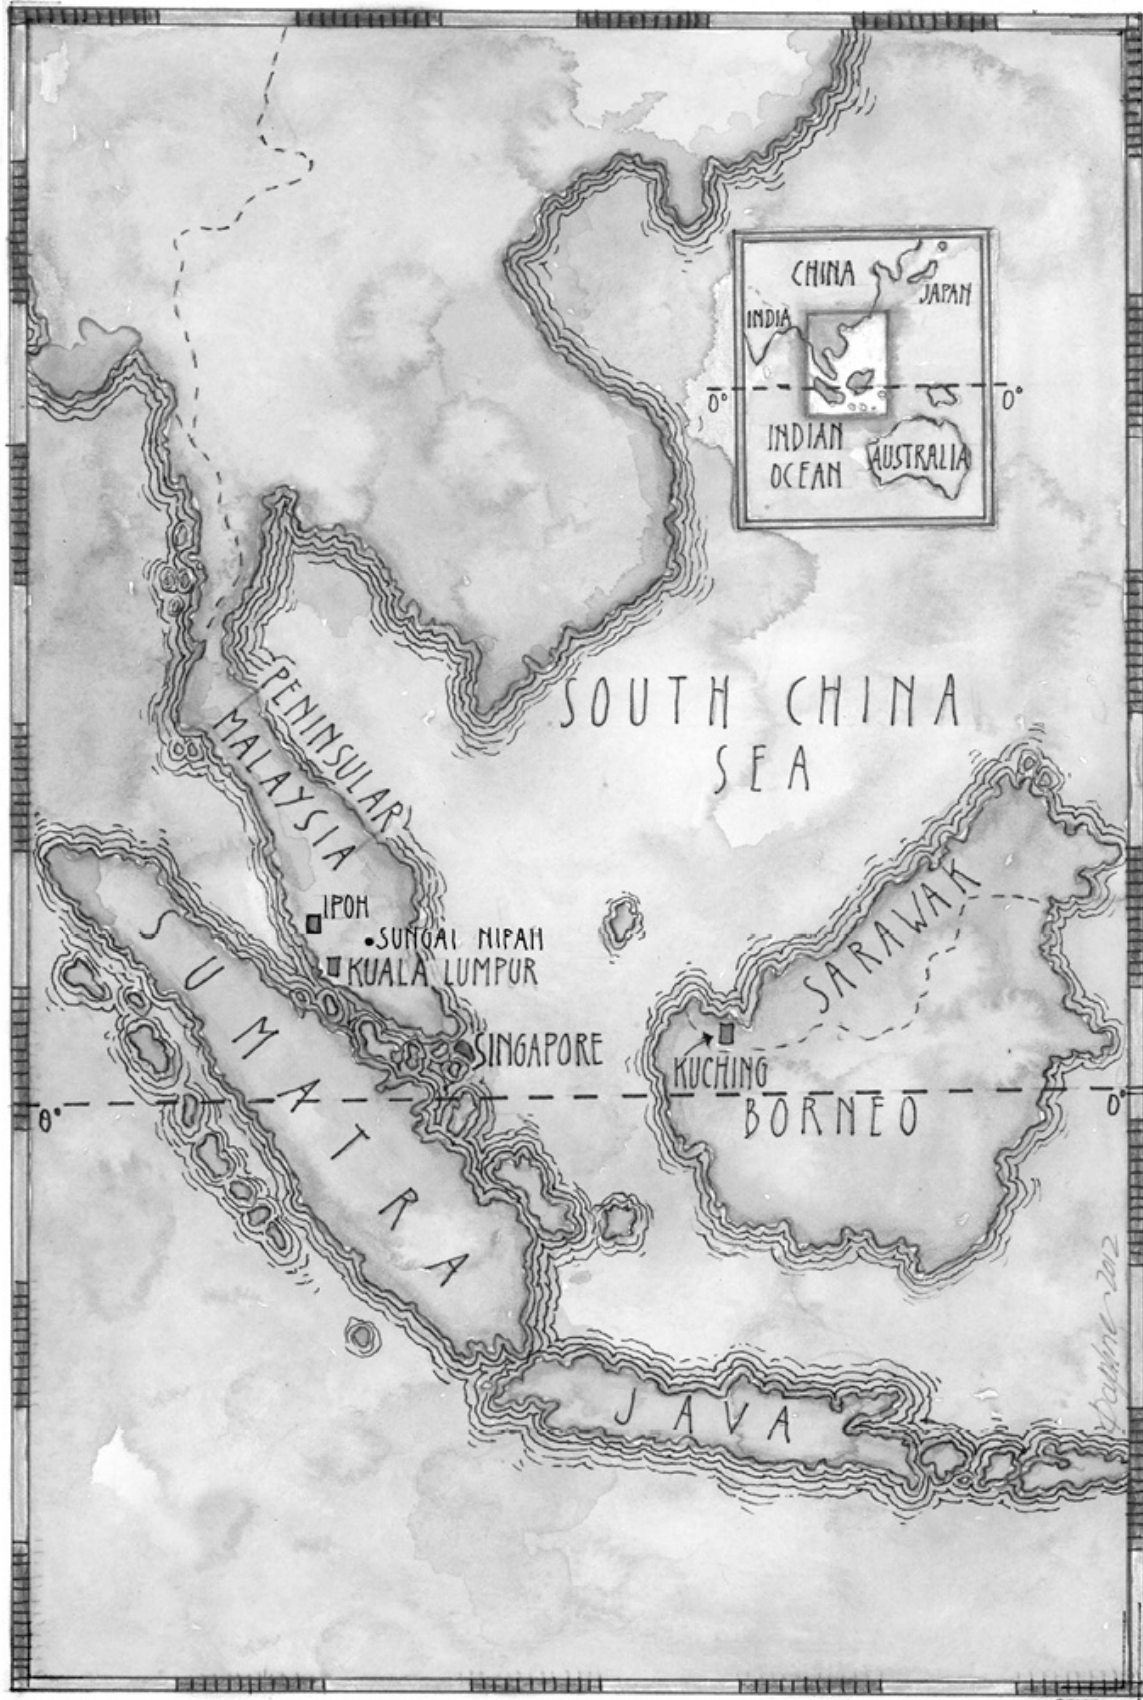 CHINA
JAPAN
INDIA
0°
0°
INDIAN
OCEAN
AUSTRALIA
PENINSULAR
MALAYSIA
SOUTH CHINA
SEA
IPOH
SUNGAI NIPAH
KUALA LUMPUR
SINGAPORE
SUMATRA
SARAWAK
KUCHING
BORNEO
0°
0°
JAVA
2012